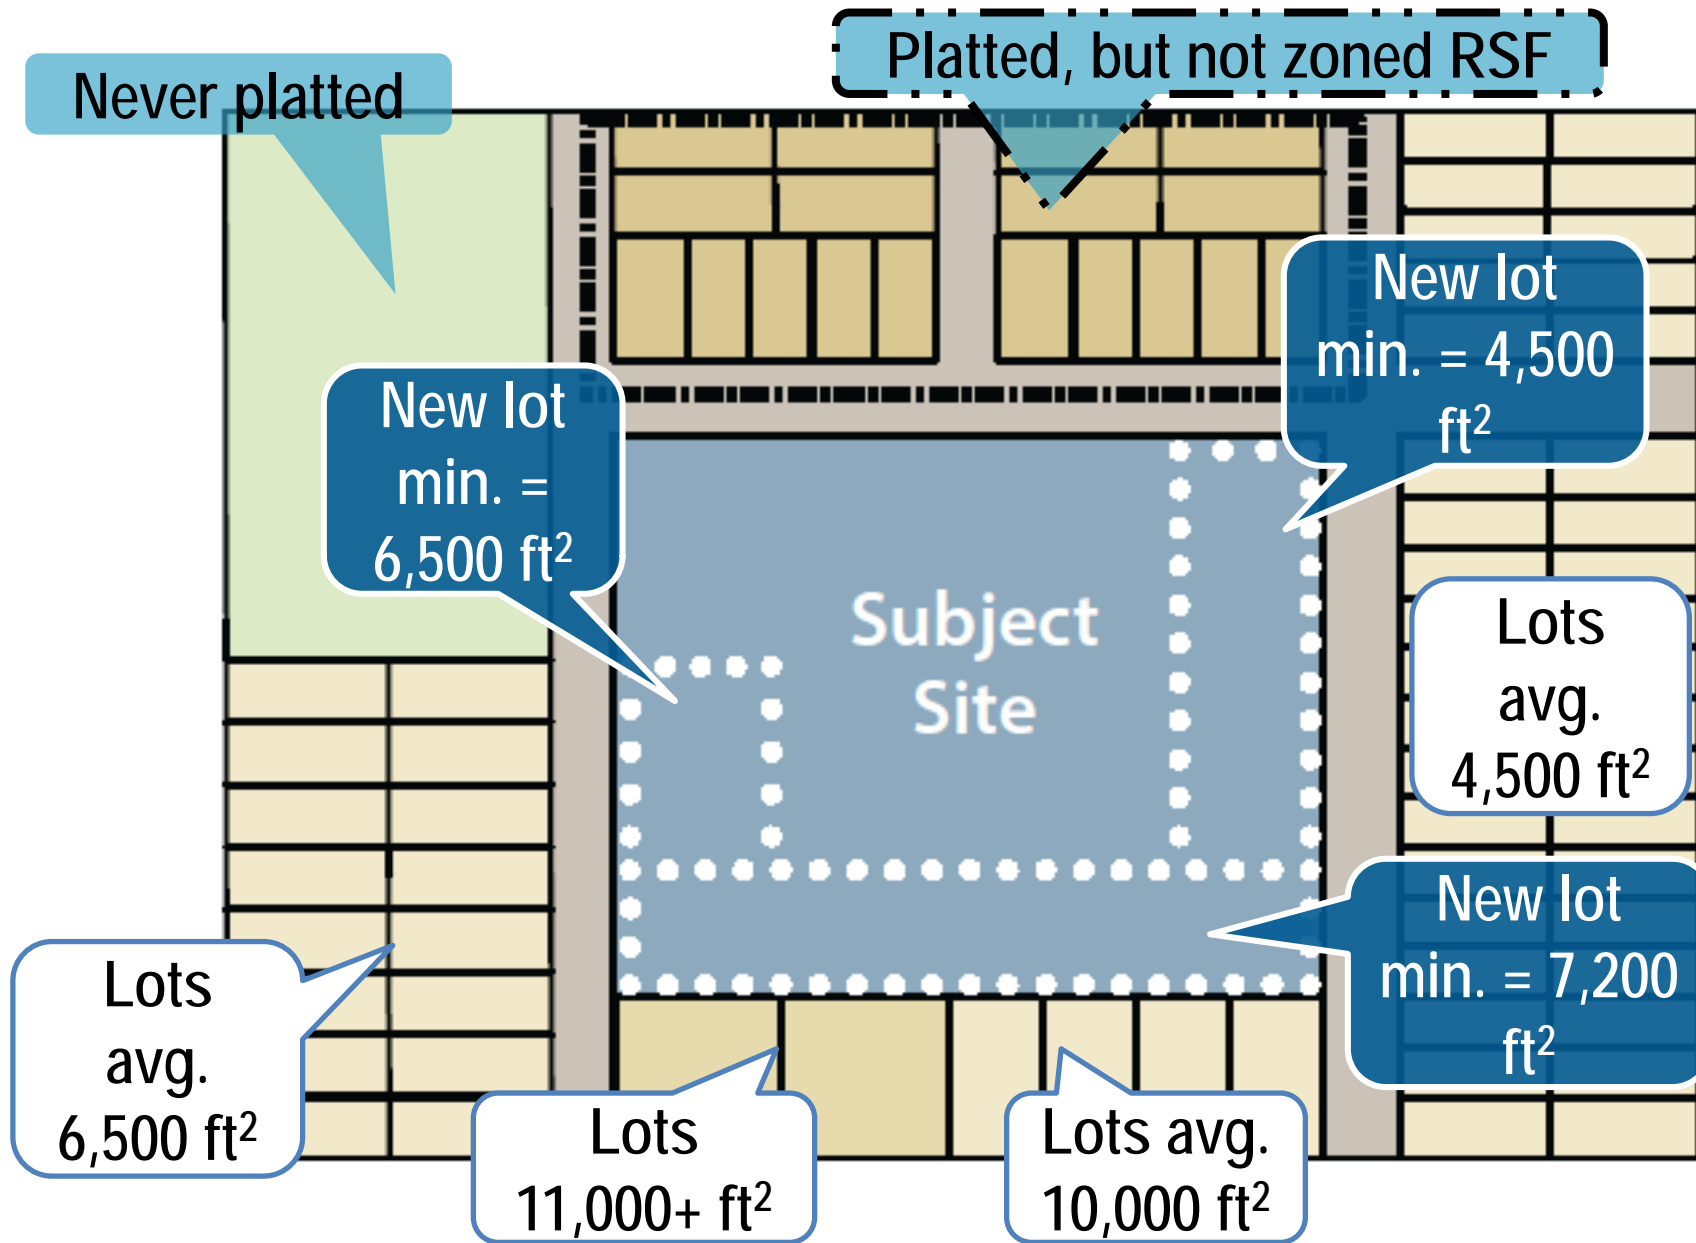 Platted, but not zoned RSF
Never platted
New lot
min. = 4,500
ft²
New lot
min. =
6,500 ft²
Subject
Site
Lots
avg.
4,500 ft²
New lot
min. = 7,200
ft²
Lots
avg.
6,500 ft²
Lots
11,000+ ft²
Lots avg.
10,000 ft²